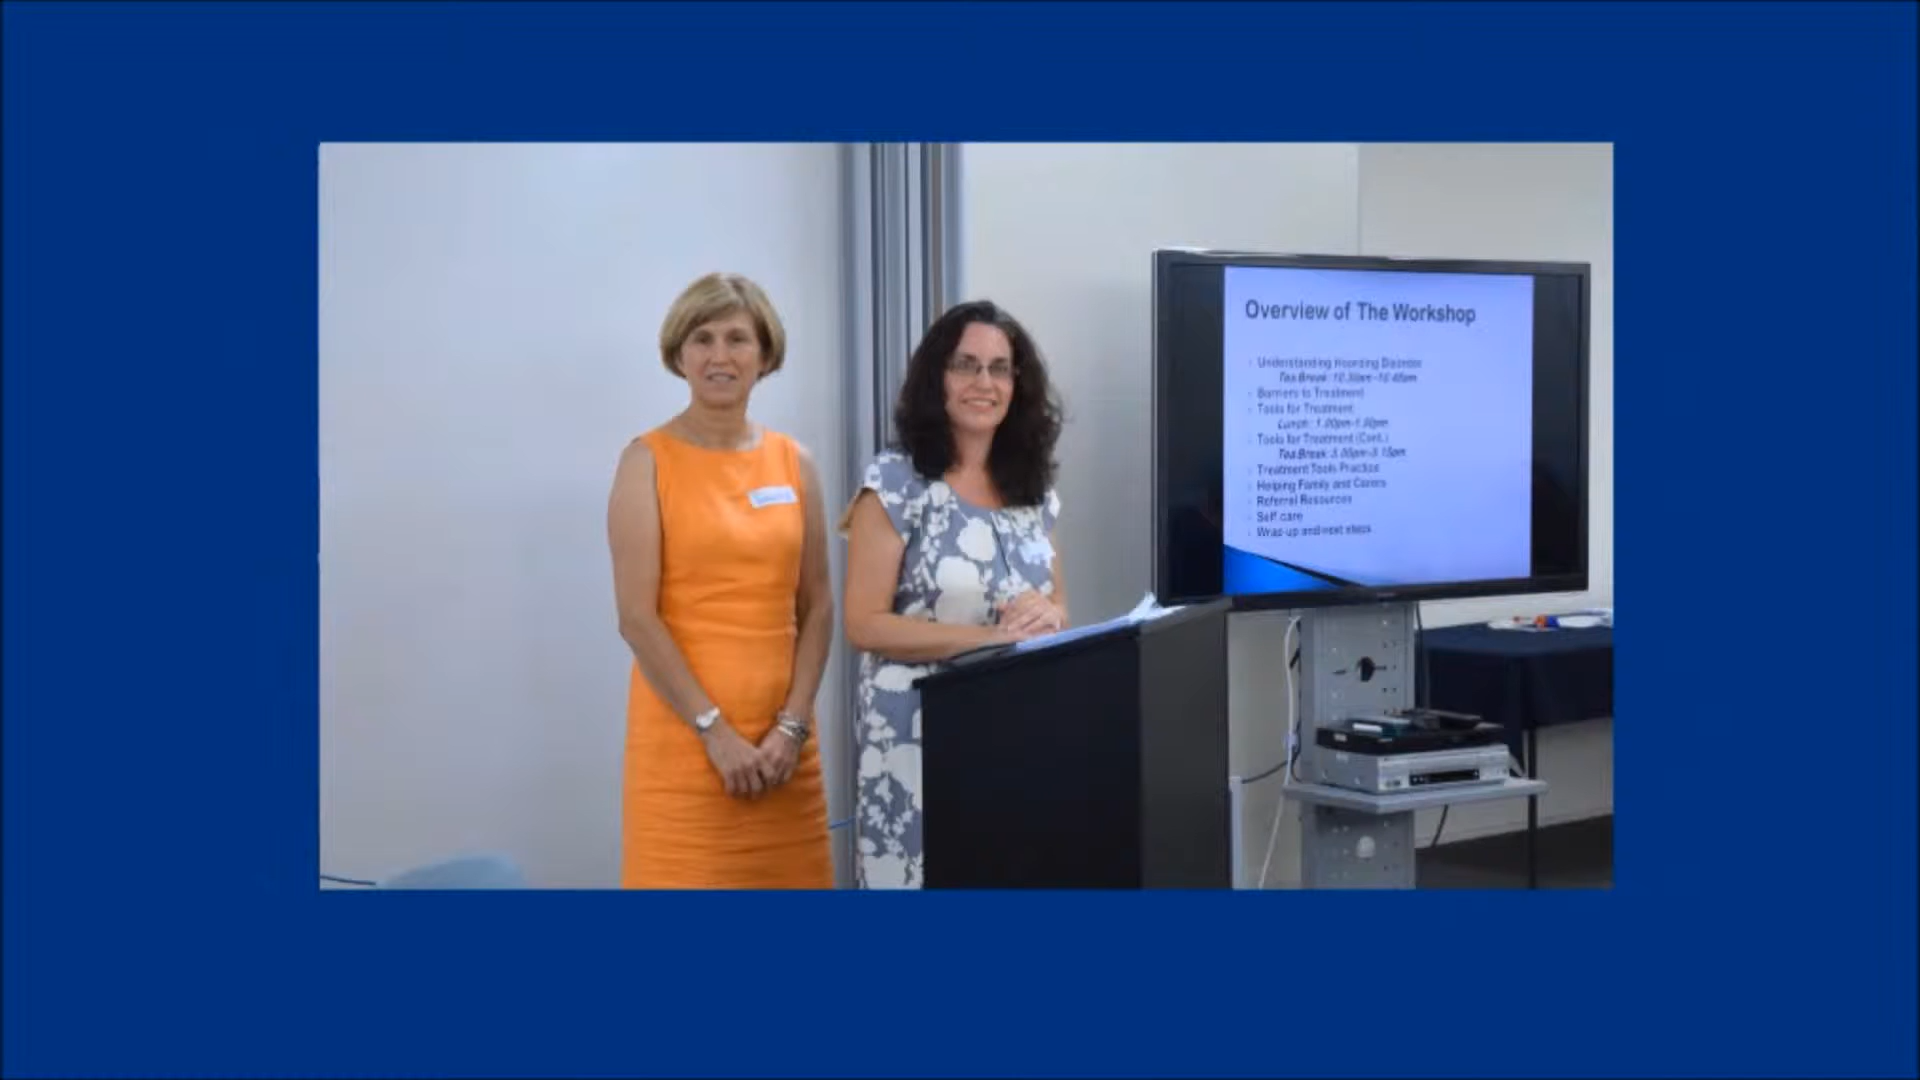 Overview of The Workshop
Understanding Hoarding Disorder
Tea Break: 10.30am-10.45am
Barriers to Treatment
Tools for Treatment
Lunch: 1.00pm-1.30pm
Tools for Treatment (Cont.)
Tea Break: 3.00pm-3.15pm
Treatment Tools Practice
Helping Family and Carers
Referral Resources
Self care
Wrap-up and next steps